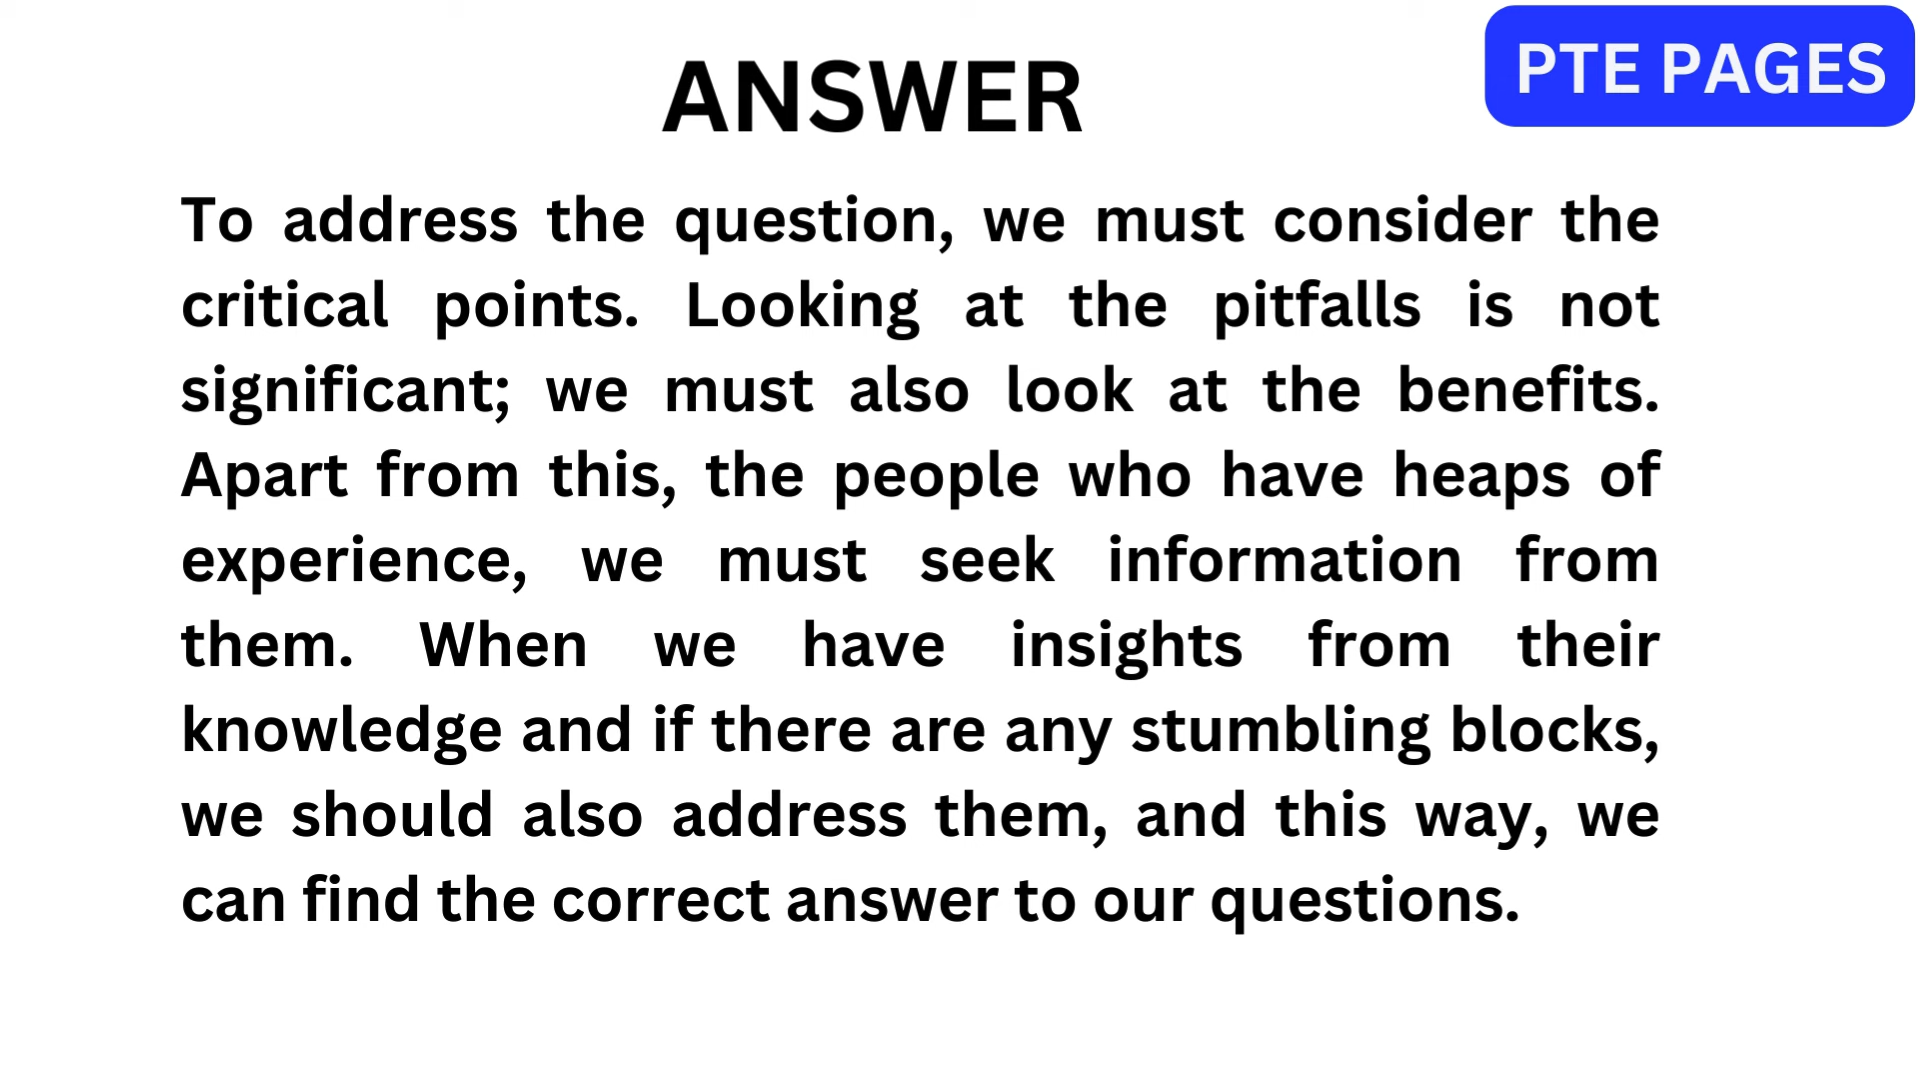 PTE PAGES
ANSWER
To address the question, we must consider the
critical points. Looking at the pitfalls is not
significant; we must also look at the benefits.
Apart from this, the people who have heaps of
experience, we must seek information from
them. When we have insights from their
knowledge and if there are any stumbling blocks,
we should also address them, and this way, we
can find the correct answer to our questions.